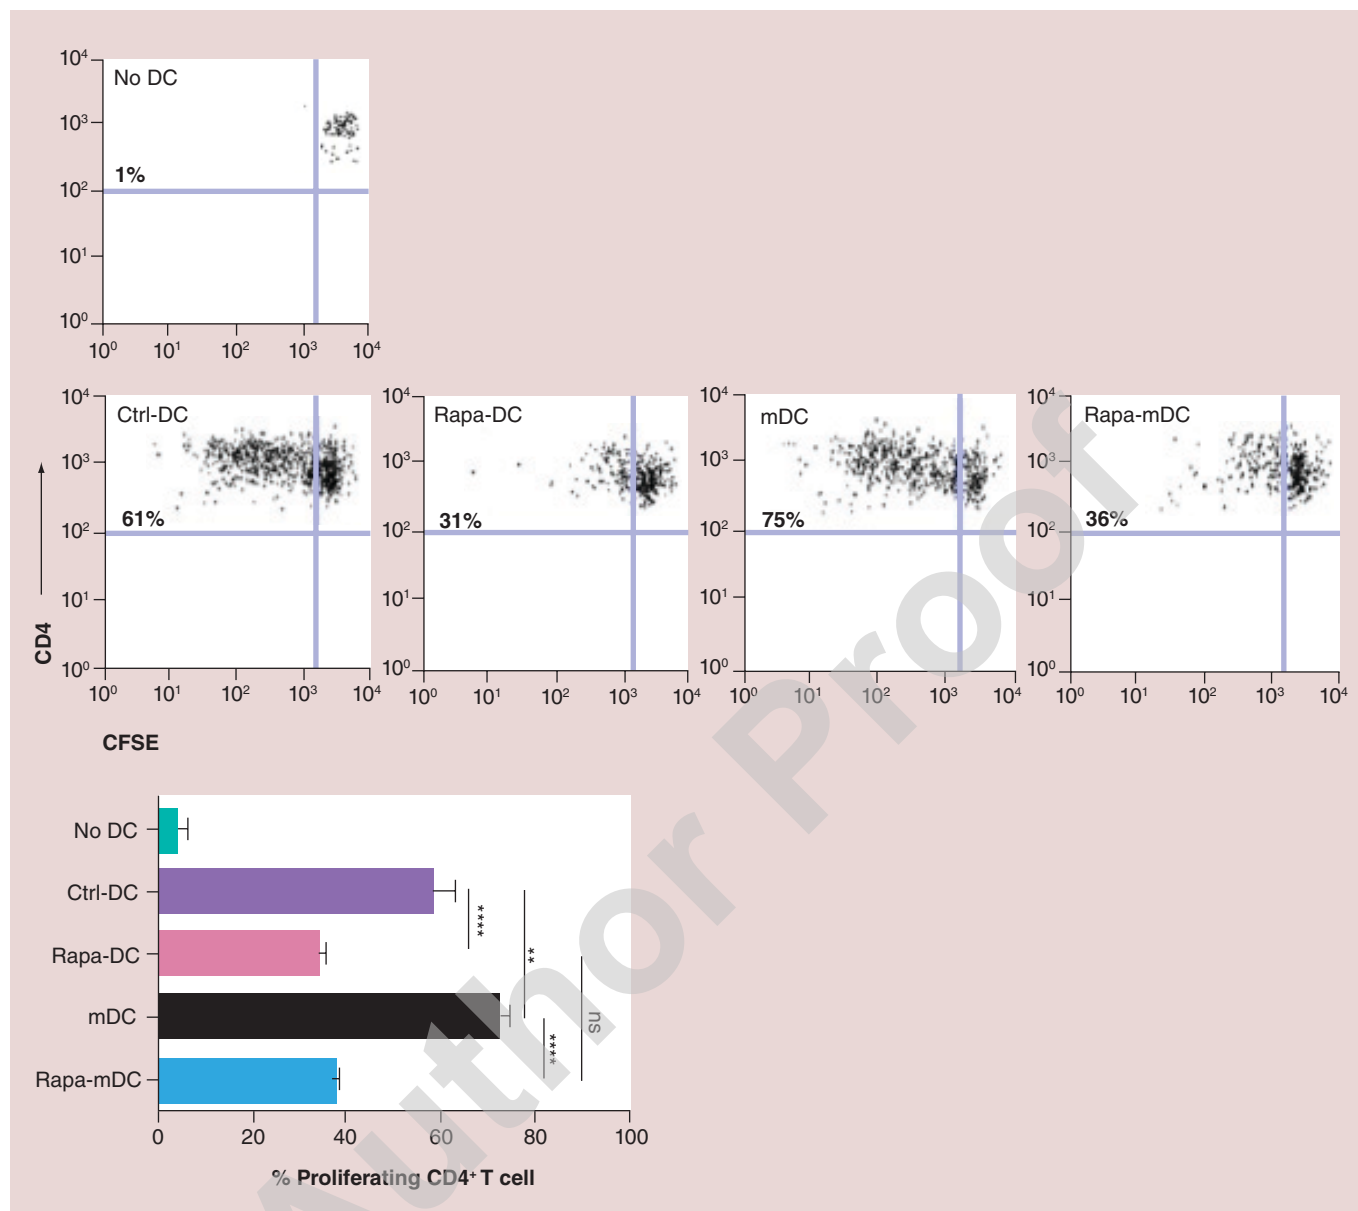 No DC
10⁴
10³
1%
10²
10¹
10⁰
10⁰ 10¹ 10² 10³ 10⁴
Ctrl-DC
10⁴
10³
61%
10²
10¹
10⁰
10⁰ 10¹ 10² 10³ 10⁴
Rapa-DC
10⁴
10³
31%
10²
10¹
10⁰
10⁰ 10¹ 10² 10³ 10⁴
mDC
10⁴
10³
75%
10²
10¹
10⁰
10⁰ 10¹ 10² 10³ 10⁴
Rapa-mDC
10⁴
10³
36%
10²
10¹
10⁰
10⁰ 10¹ 10² 10³ 10⁴
CD4
CFSE
No DC
Ctrl-DC
Rapa-DC
mDC
Rapa-mDC
****
**
****
ns
0 20 40 60 80 100
% Proliferating CD4⁺ T cell
Author Proof